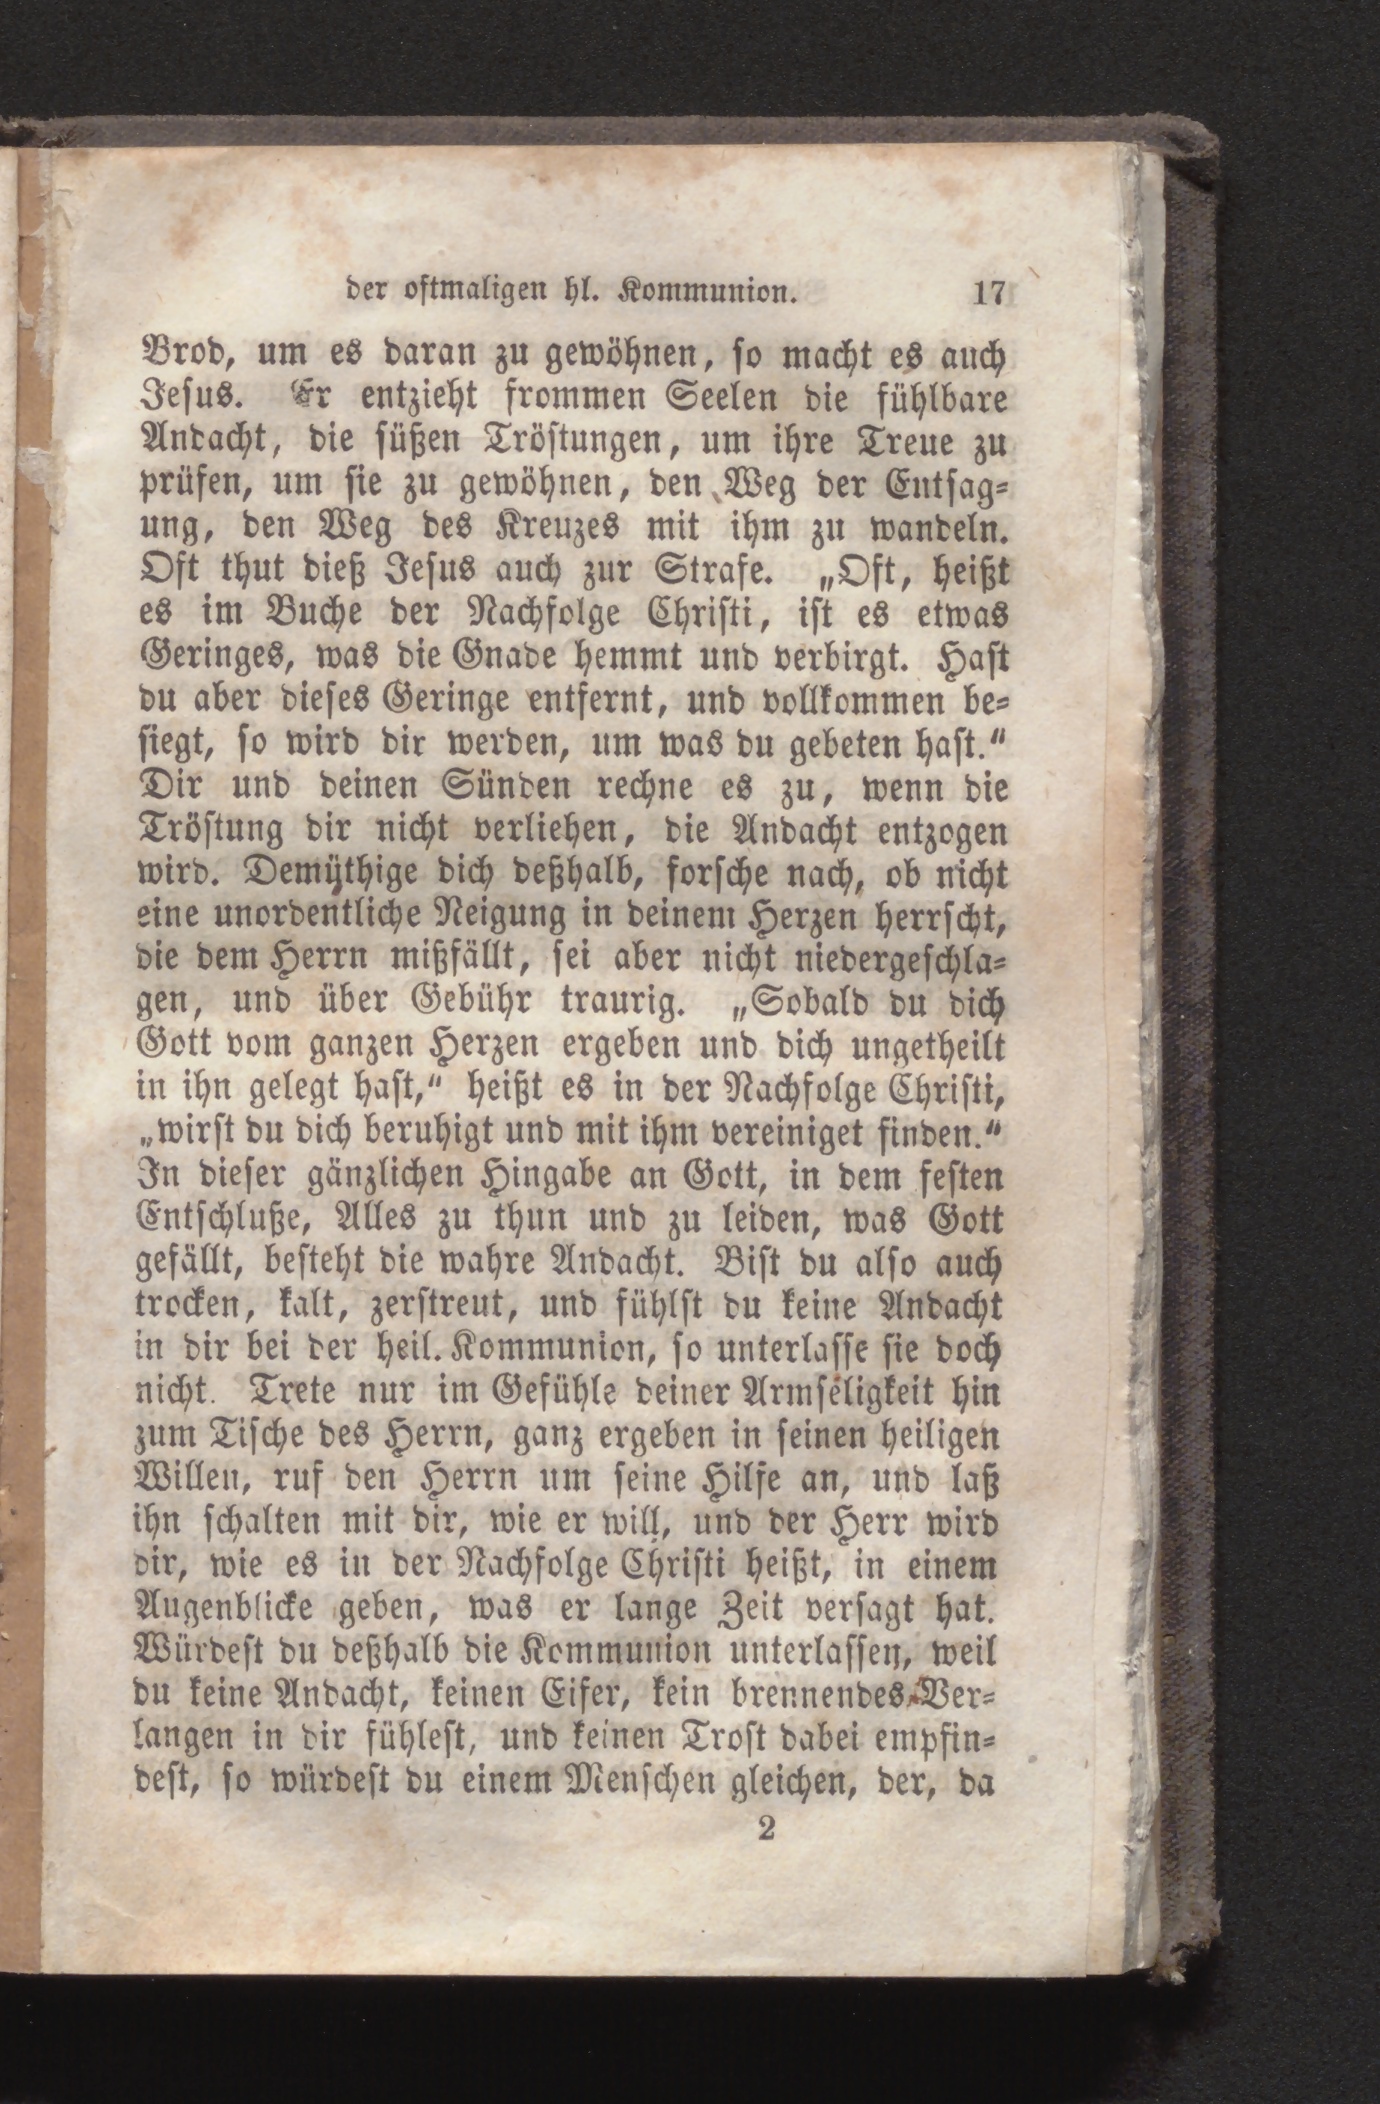 der oftmaligen hl. Kommunion. 17
Brod, um es daran zu gewöhnen, so macht es auch
Jesus. Er entzieht frommen Seelen die fühlbare
Andacht, die süßen Tröstungen, um ihre Treue zu
prüfen, um sie zu gewöhnen, den Weg der Entsag-
ung, den Weg des Kreuzes mit ihm zu wandeln.
Oft thut dieß Jesus auch zur Strafe. „Oft, heißt
es im Buche der Nachfolge Christi, ist es etwas
Geringes, was die Gnade hemmt und verbirgt. Hast
du aber dieses Geringe entfernt, und vollkommen be-
siegt, so wird dir werden, um was du gebeten hast.“
Dir und deinen Sünden rechne es zu, wenn die
Tröstung dir nicht verliehen, die Andacht entzogen
wird. Demüthige dich deßhalb, forsche nach, ob nicht
eine unordentliche Neigung in deinem Herzen herrscht,
die dem Herrn mißfällt, sei aber nicht niedergeschla-
gen, und über Gebühr traurig. „Sobald du dich
Gott vom ganzen Herzen ergeben und dich ungetheilt
in ihn gelegt hast,“ heißt es in der Nachfolge Christi,
„wirst du dich beruhigt und mit ihm vereiniget finden.“
In dieser gänzlichen Hingabe an Gott, in dem festen
Entschluße, Alles zu thun und zu leiden, was Gott
gefällt, besteht die wahre Andacht. Bist du also auch
trocken, kalt, zerstreut, und fühlst du keine Andacht
in dir bei der heil. Kommunion, so unterlasse sie doch
nicht. Trete nur im Gefühle deiner Armseligkeit hin
zum Tische des Herrn, ganz ergeben in seinen heiligen
Willen, ruf den Herrn um seine Hilfe an, und laß
ihn schalten mit dir, wie er will, und der Herr wird
dir, wie es in der Nachfolge Christi heißt, in einem
Augenblicke geben, was er lange Zeit versagt hat.
Würdest du deßhalb die Kommunion unterlassen, weil
du keine Andacht, keinen Eifer, kein brennendes Ver-
langen in dir fühlest, und keinen Trost dabei empfin-
dest, so würdest du einem Menschen gleichen, der, da
2